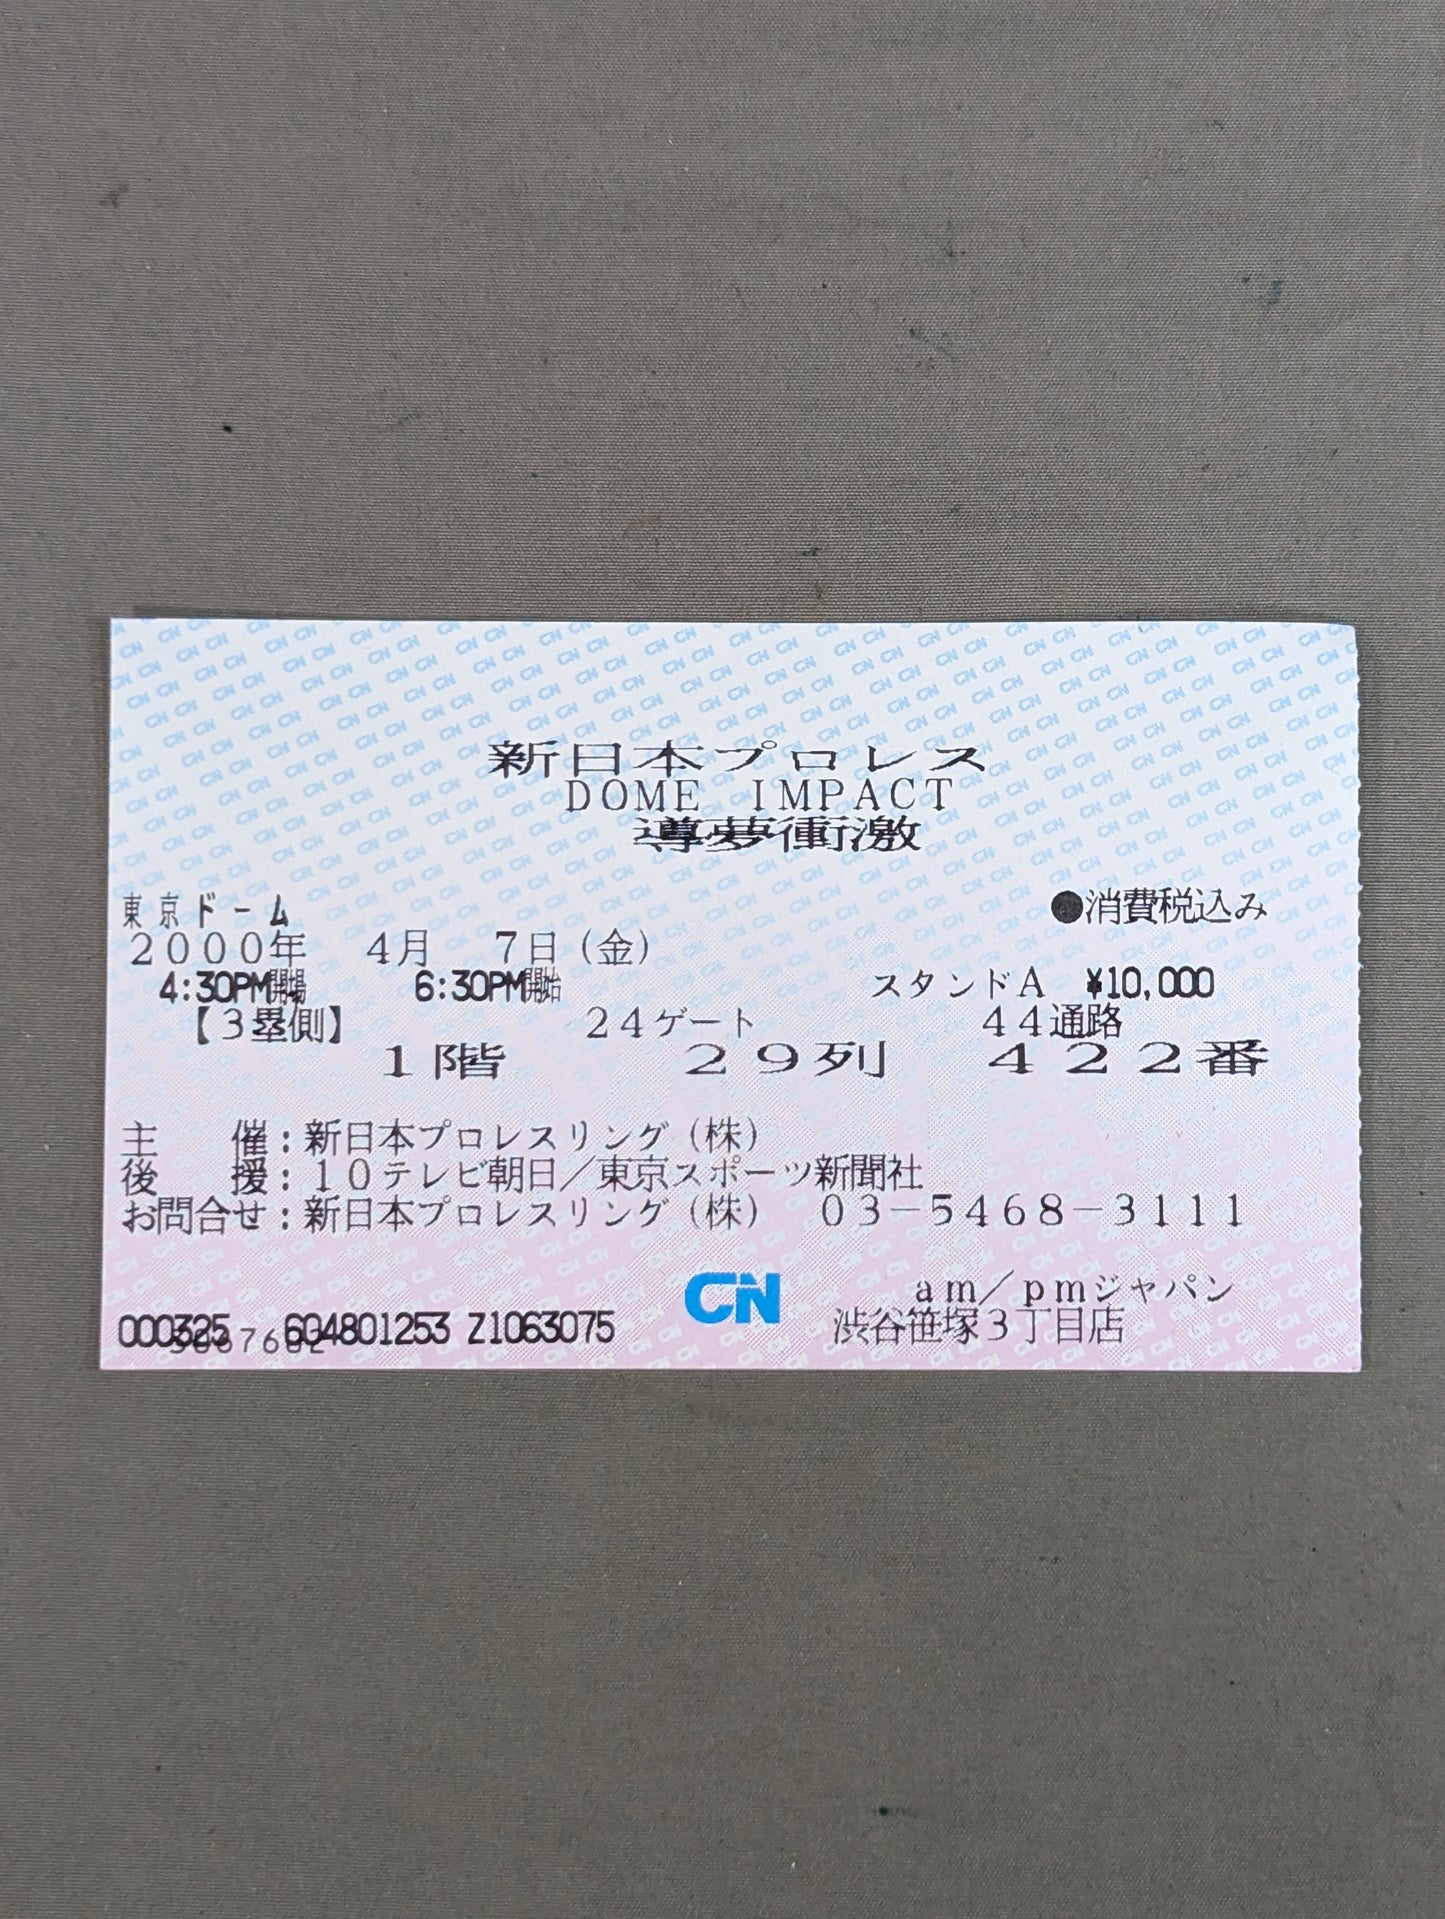 新日本プロレス
DOME IMPACT
導夢衝激
東京ドーム
●消費税込み
2000年 4月 7日(金)
4:30PM開場 6:30PM開始 スタンドA ¥10,000
【3塁側】 24ゲート 44通路
1階 29列 422番
主 催:新日本プロレスリング(株)
後 援:10テレビ朝日/東京スポーツ新聞社
お問合せ:新日本プロレスリング(株) 03-5468-3111
CN
am/pmジャパン
000325 604801253 Z1063075 渋谷笹塚3丁目店